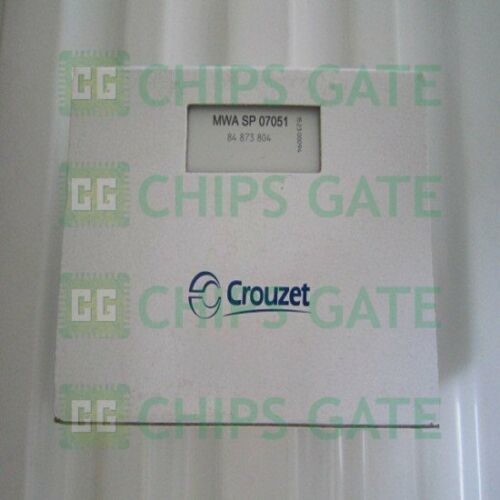 CG CHIPS GATE
MWA SP 07051
84 873 804
CG CHIPS GATE
Crouzet
CG CHIPS GATE
CG CHIPS GATE